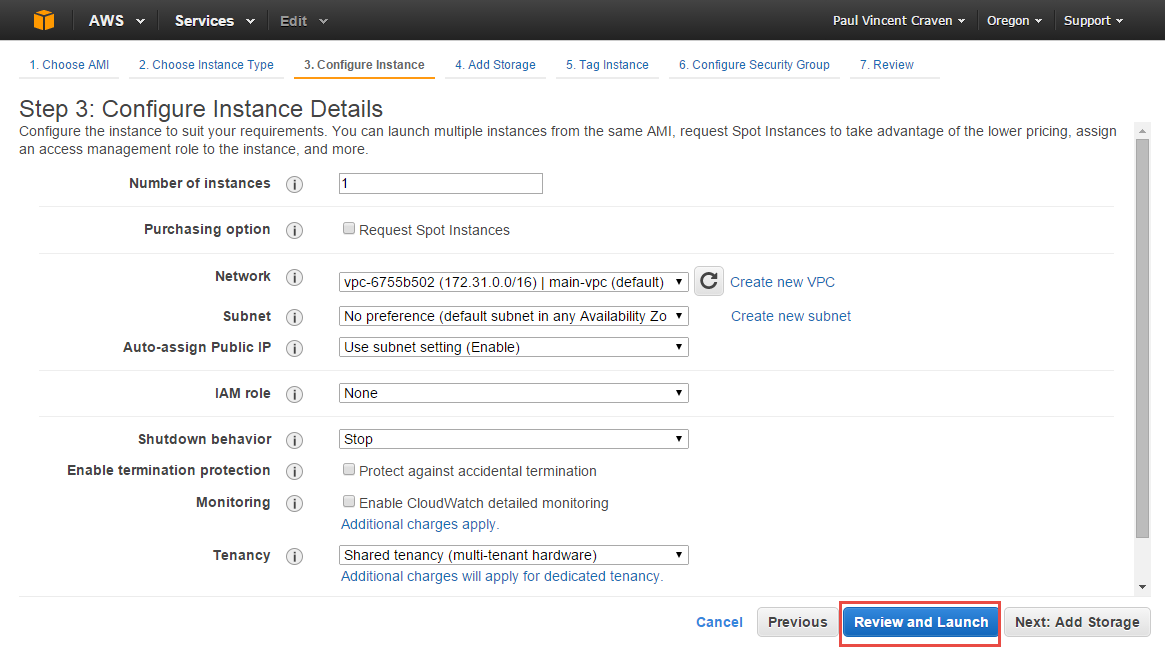 AWS Services Edit Paul Vincent Craven Oregon Support
1. Choose AMI 2. Choose Instance Type 3. Configure Instance 4. Add Storage 5. Tag Instance 6. Configure Security Group 7. Review
Step 3: Configure Instance Details
Configure the instance to suit your requirements. You can launch multiple instances from the same AMI, request Spot Instances to take advantage of the lower pricing, assign
an access management role to the instance, and more.
Number of instances i 1
Purchasing option i Request Spot Instances
Network i vpc-6755b502 (172.31.0.0/16) | main-vpc (default) Create new VPC
Subnet i No preference (default subnet in any Availability Zo Create new subnet
Auto-assign Public IP i Use subnet setting (Enable)
IAM role i None
Shutdown behavior i Stop
Enable termination protection i Protect against accidental termination
Monitoring i Enable CloudWatch detailed monitoring
Additional charges apply.
Tenancy i Shared tenancy (multi-tenant hardware)
Additional charges will apply for dedicated tenancy.
Cancel Previous Review and Launch Next: Add Storage